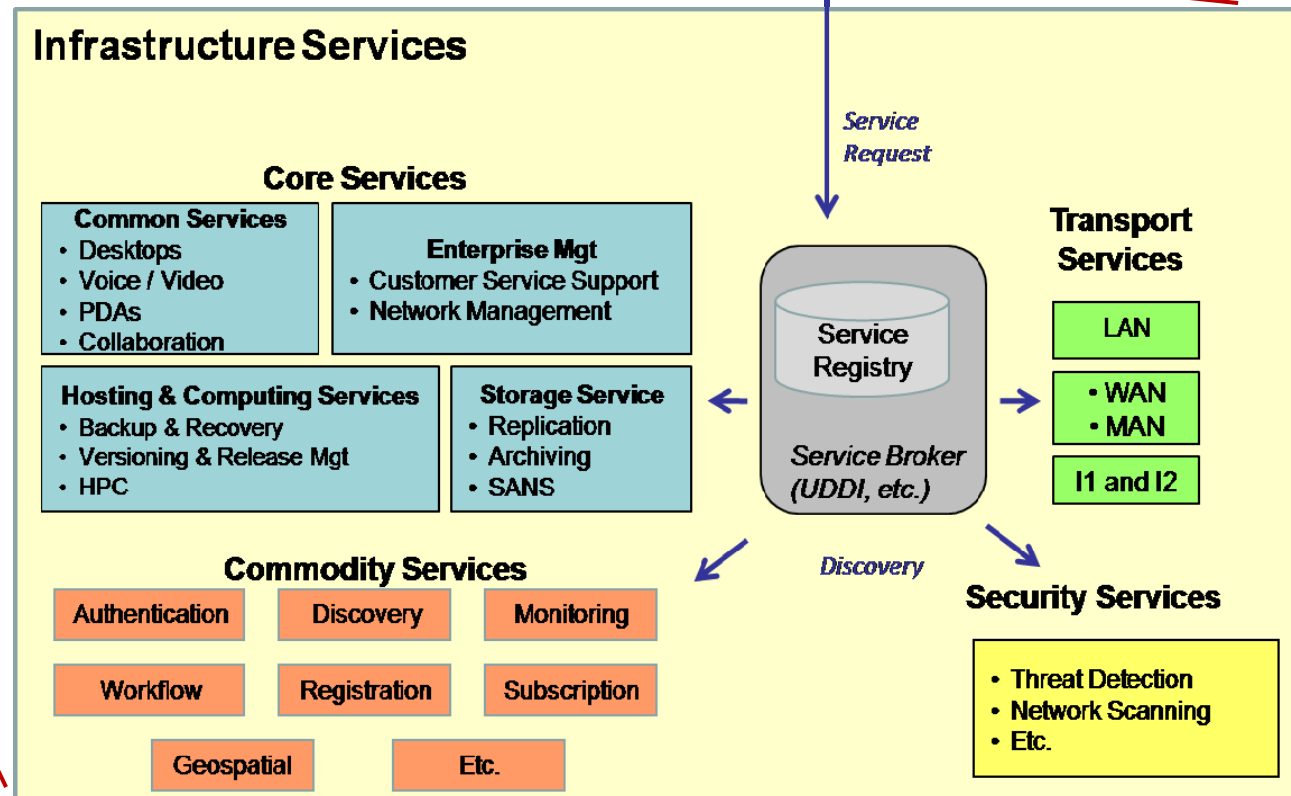 Infrastructure Services
Service
Request
Core Services
Common Services
• Desktops
• Voice / Video
• PDAs
• Collaboration
Enterprise Mgt
• Customer Service Support
• Network Management
Hosting & Computing Services
• Backup & Recovery
• Versioning & Release Mgt
• HPC
Storage Service
• Replication
• Archiving
• SANS
Service
Registry
Service Broker
(UDDI, etc.)
Transport
Services
LAN
• WAN
• MAN
I1 and I2
Discovery
Commodity Services
Authentication
Discovery
Monitoring
Workflow
Registration
Subscription
Geospatial
Etc.
Security Services
• Threat Detection
• Network Scanning
• Etc.